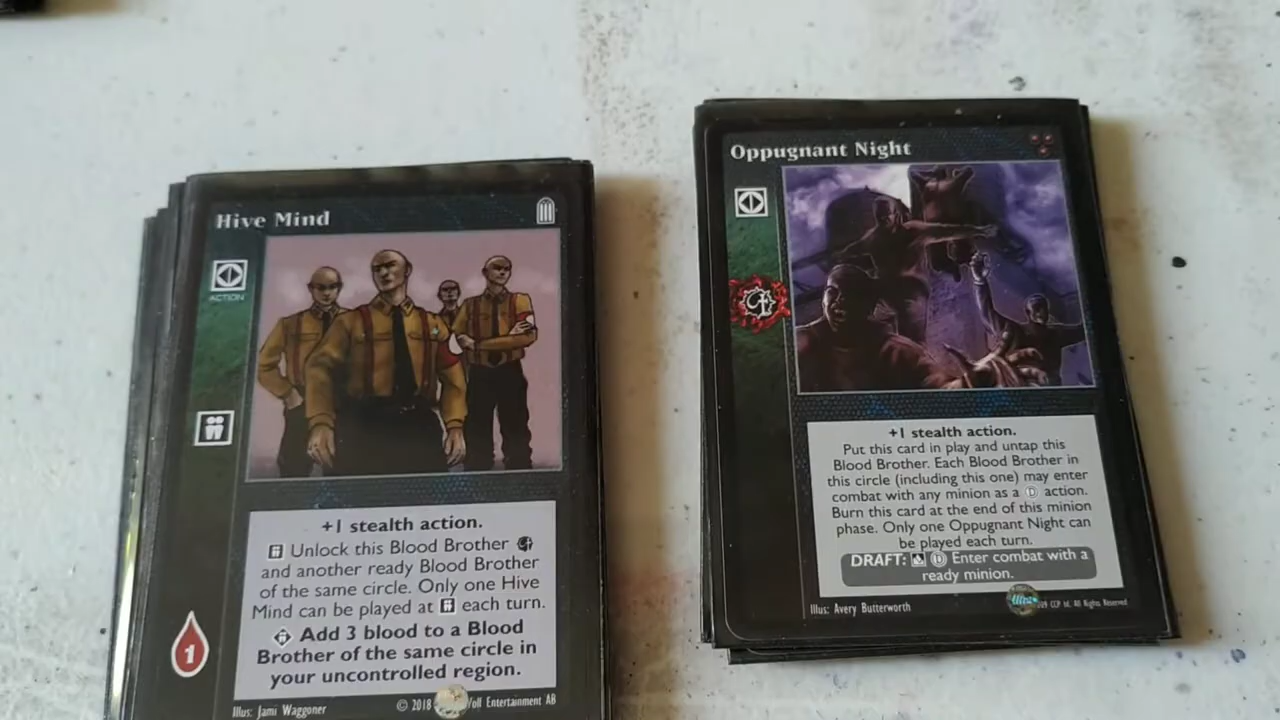 Hive Mind
ACTION
+1 stealth action.
Unlock this Blood Brother
and another ready Blood Brother
of the same circle. Only one Hive
Mind can be played at each turn.
Add 3 blood to a Blood
Brother of the same circle in
your uncontrolled region.
1
Illus: Jami Waggoner
© 2018 Entertainment AB
Oppugnant Night
+1 stealth action.
Put this card in play and untap this
Blood Brother. Each Blood Brother in
this circle (including this one) may enter
combat with any minion as a D action.
Burn this card at the end of this minion
phase. Only one Oppugnant Night can
be played each turn.
DRAFT: D Enter combat with a
ready minion.
Illus: Avery Butterworth
CCP hf. All Rights Reserved